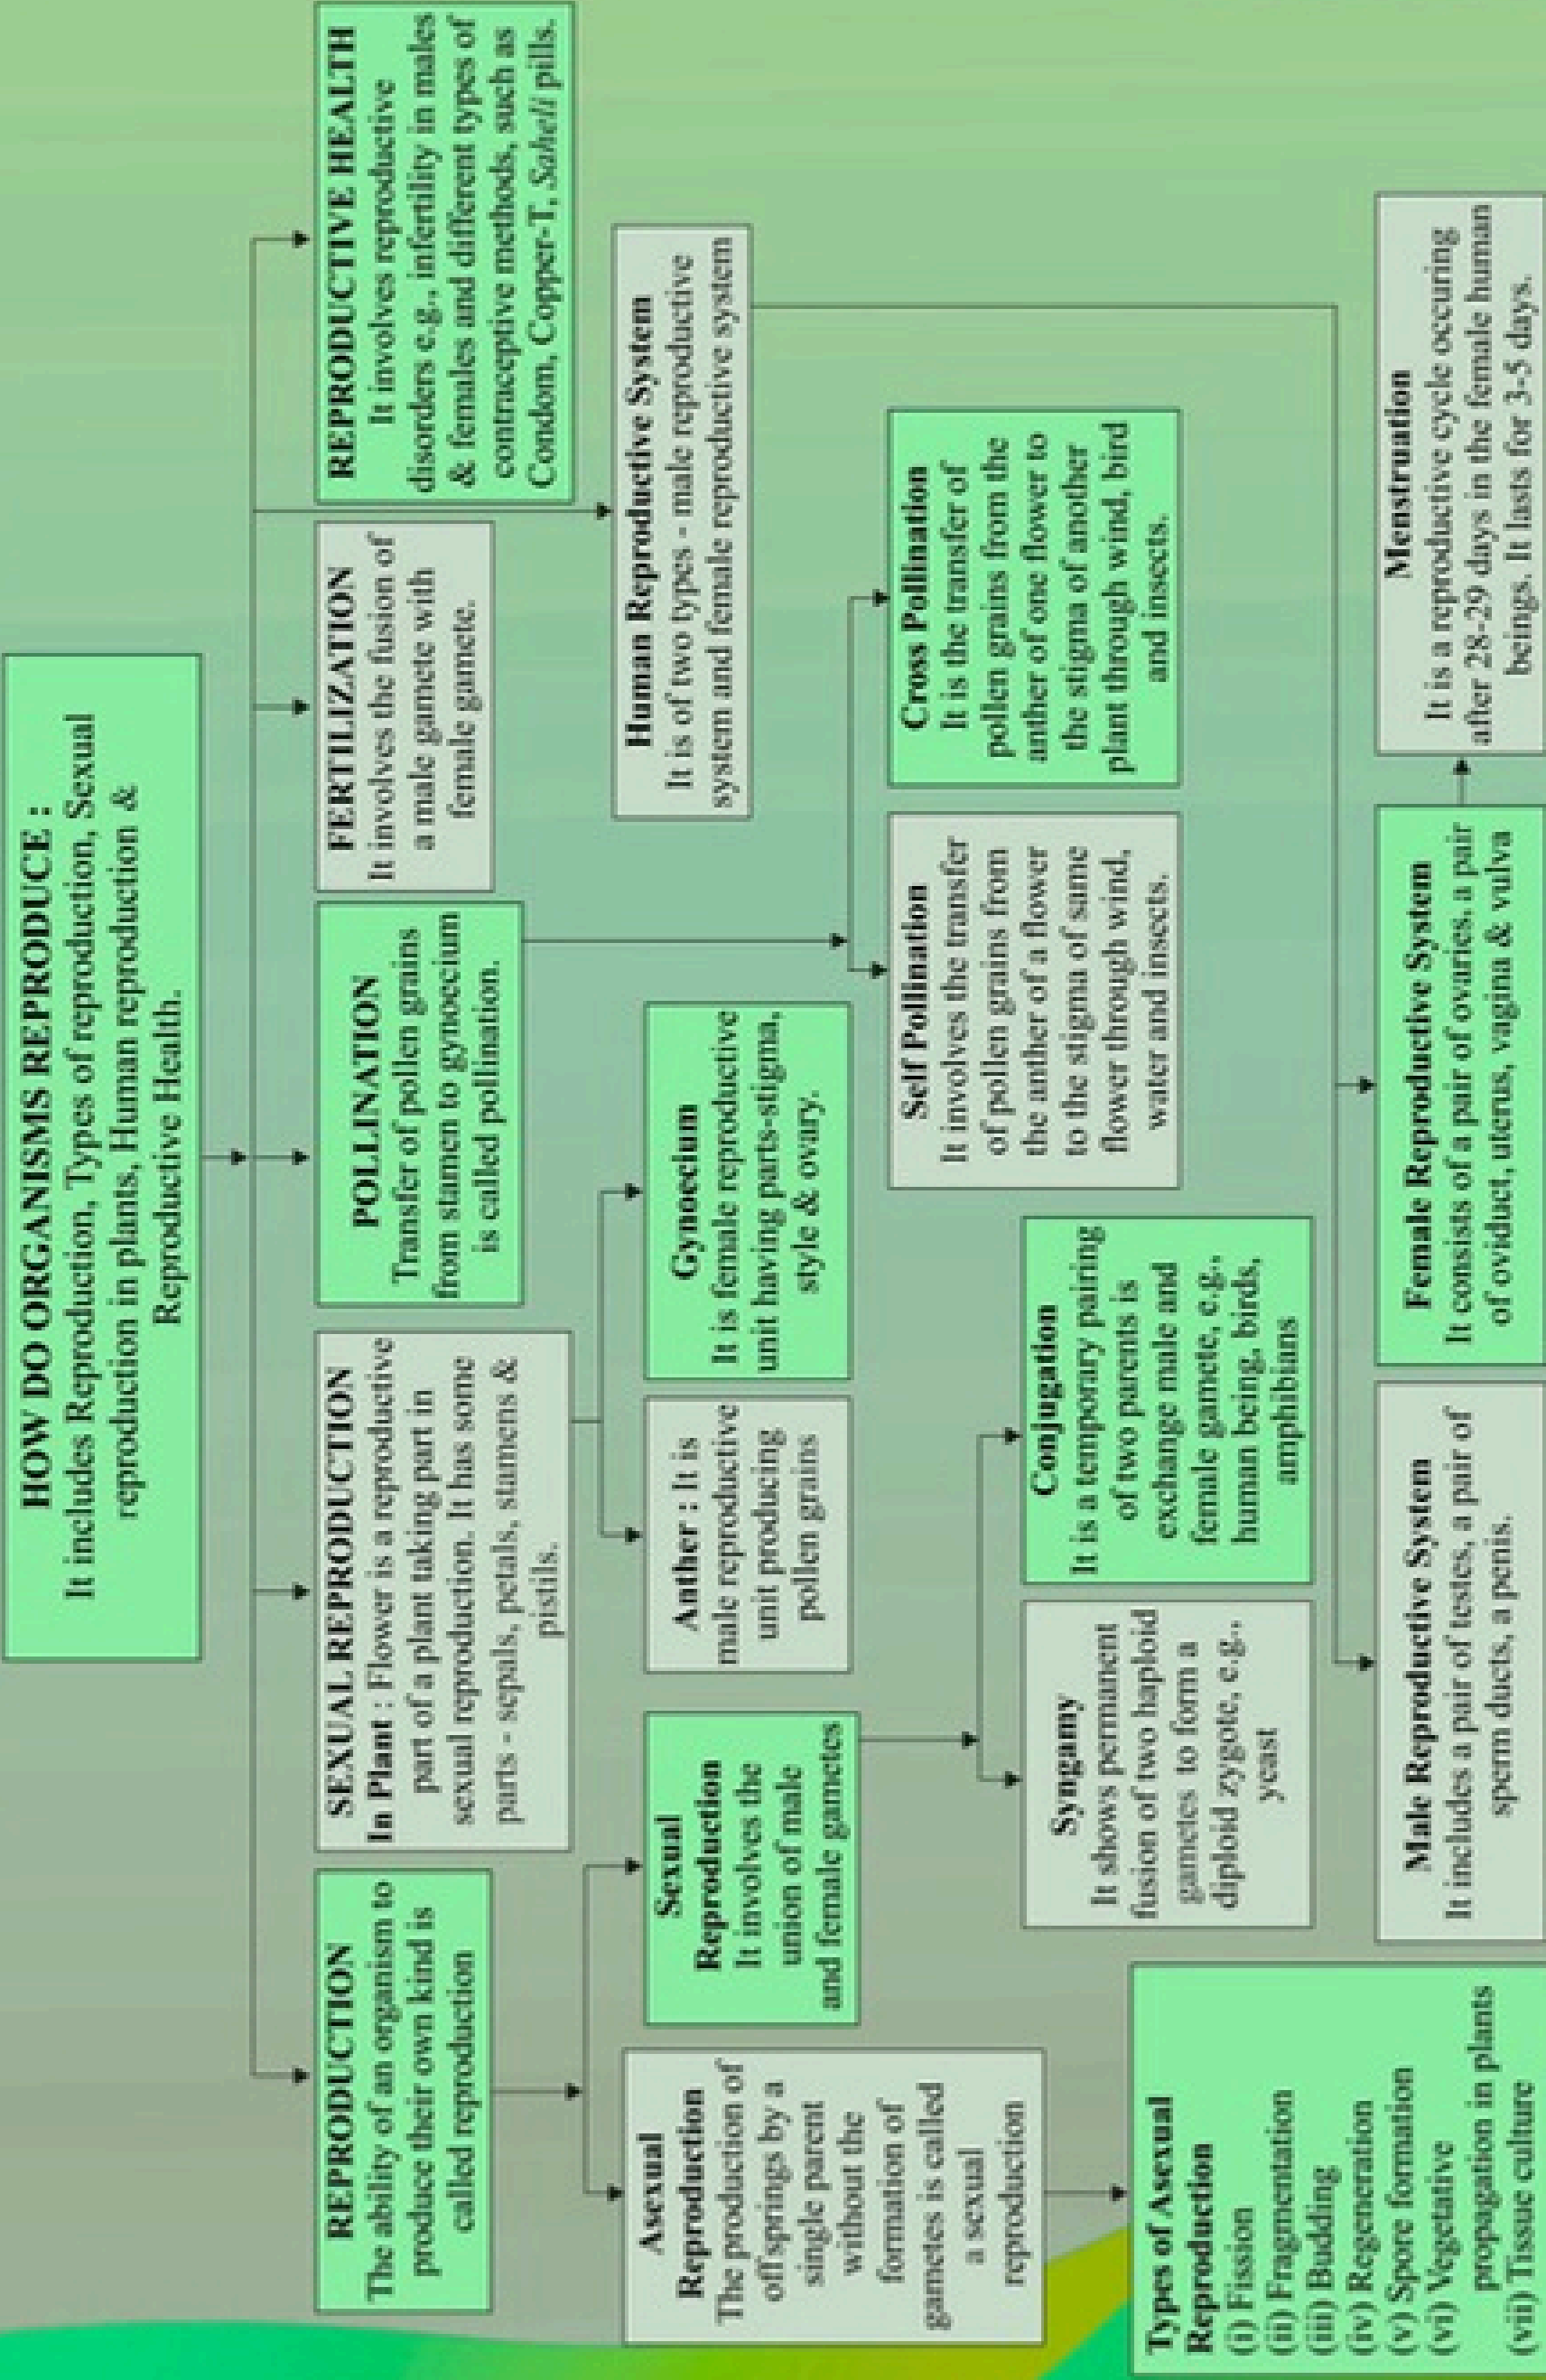 HOW DO ORGANISMS REPRODUCE :
It includes Reproduction, Types of reproduction, Sexual
reproduction in plants, Human reproduction &
Reproductive Health.
REPRODUCTION
The ability of an organism to
produce their own kind is
called reproduction
SEXUAL REPRODUCTION
In Plant : Flower is a reproductive
part of a plant taking part in
sexual reproduction. It has some
parts - sepals, petals, stamens &
pistils.
POLLINATION
Transfer of pollen grains
from stamen to gynoecium
is called pollination.
FERTILIZATION
It involves the fusion of
a male gamete with
female gamete.
REPRODUCTIVE HEALTH
It involves reproductive
disorders e.g., infertility in males
& females and different types of
contraceptive methods, such as
Condom, Copper-T, Saheli pills.
Asexual
Reproduction
The production of
off springs by a
single parent
without the
formation of
gametes is called
a sexual
reproduction
Sexual
Reproduction
It involves the
union of male
and female gametes
Anther : It is
male reproductive
unit producing
pollen grains
Gynoecium
It is female reproductive
unit having parts-stigma,
style & ovary.
Human Reproductive System
It is of two types - male reproductive
system and female reproductive system
Self Pollination
It involves the transfer
of pollen grains from
the anther of a flower
to the stigma of same
flower through wind,
water and insects.
Cross Pollination
It is the transfer of
pollen grains from the
anther of one flower to
the stigma of another
plant through wind, bird
and insects.
Syngamy
It shows permanant
fusion of two haploid
gametes to form a
diploid zygote, e.g.,
yeast
Conjugation
It is a temporary pairing
of two parents is
exchange male and
female gamete, e.g.,
human being, birds,
amphibians
Types of Asexual
Reproduction
(i) Fission
(ii) Fragmentation
(iii) Budding
(iv) Regeneration
(v) Spore formation
(vi) Vegetative
propagation in plants
(vii) Tissue culture
Male Reproductive System
It includes a pair of testes, a pair of
sperm ducts, a penis.
Female Reproductive System
It consists of a pair of ovaries, a pair
of oviduct, uterus, vagina & vulva
Menstruation
It is a reproductive cycle occuring
after 28-29 days in the female human
beings. It lasts for 3-5 days.